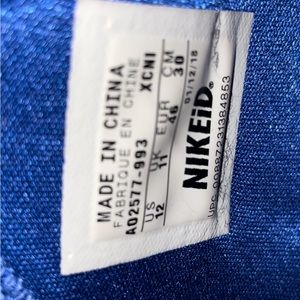 MADE IN CHINA
FABRIQUE EN CHINE
AO2577-993 XCNI
US UK EUR CM
12 11 46 30
NIKEiD. 01/12/18